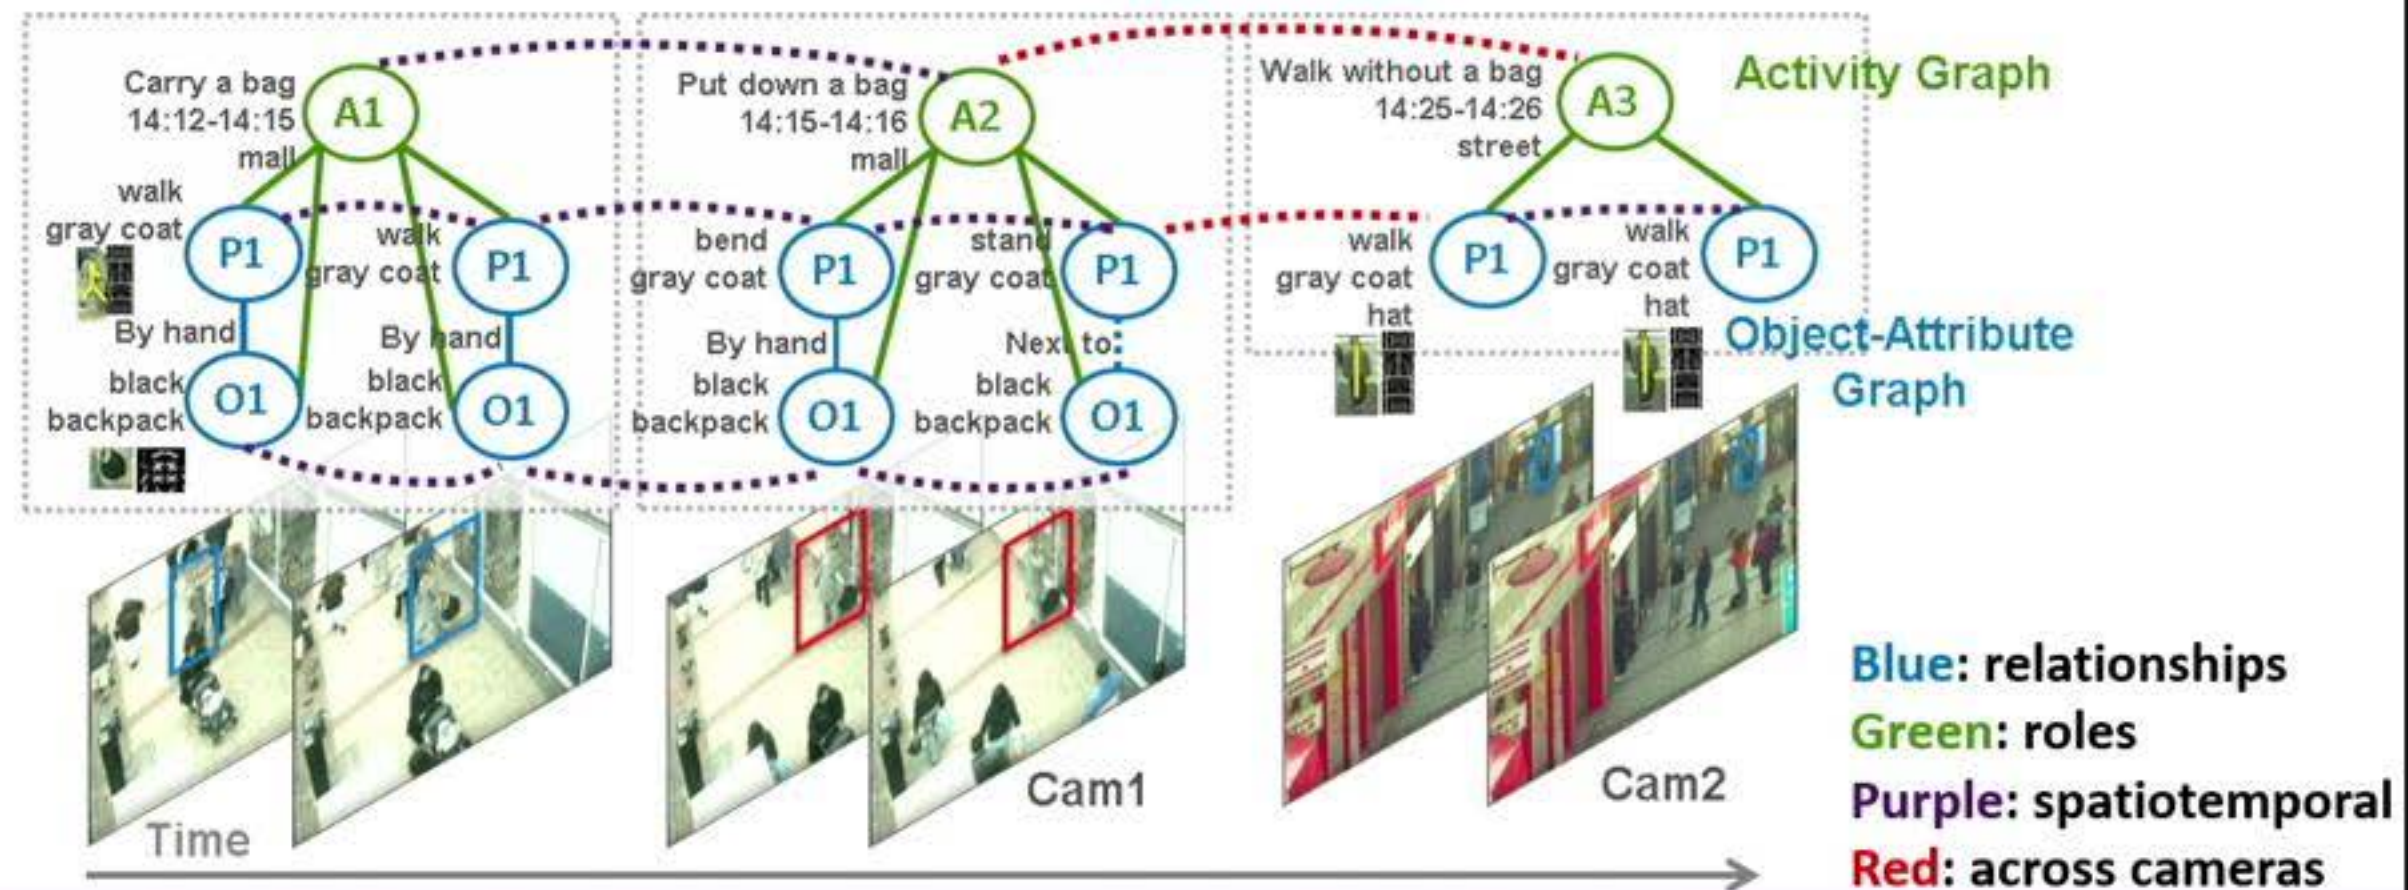 Carry a bag
14:12-14:15
mall
A1
Put down a bag
14:15-14:16
mall
A2
Walk without a bag
14:25-14:26
street
A3
Activity Graph
walk
gray coat
P1
walk
gray coat
P1
bend
gray coat
P1
stand
gray coat
P1
walk
gray coat
hat
P1
walk
gray coat
hat
P1
By hand
By hand
By hand
Next to
Object-Attribute
Graph
black
backpack
O1
black
backpack
O1
black
backpack
O1
black
backpack
O1
Time
Cam1
Cam2
Blue: relationships
Green: roles
Purple: spatiotemporal
Red: across cameras